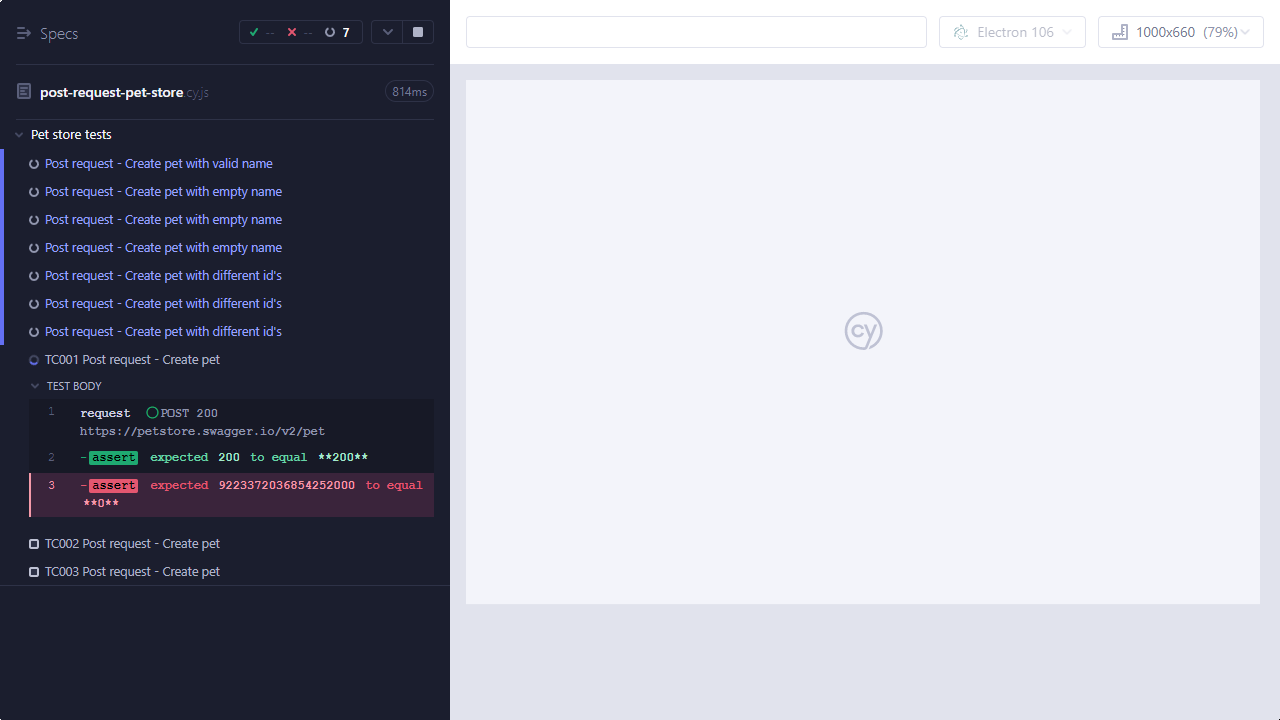 Specs
-- -- 7
Electron 106
1000x660 (79%)
post-request-pet-store.cy.js
814ms
Pet store tests
Post request - Create pet with valid name
Post request - Create pet with empty name
Post request - Create pet with empty name
Post request - Create pet with empty name
Post request - Create pet with different id's
Post request - Create pet with different id's
Post request - Create pet with different id's
TC001 Post request - Create pet
TEST BODY
1 request POST 200
https://petstore.swagger.io/v2/pet
2 -assert expected 200 to equal **200**
3 -assert expected 9223372036854252000 to equal
**0**
TC002 Post request - Create pet
TC003 Post request - Create pet
cy